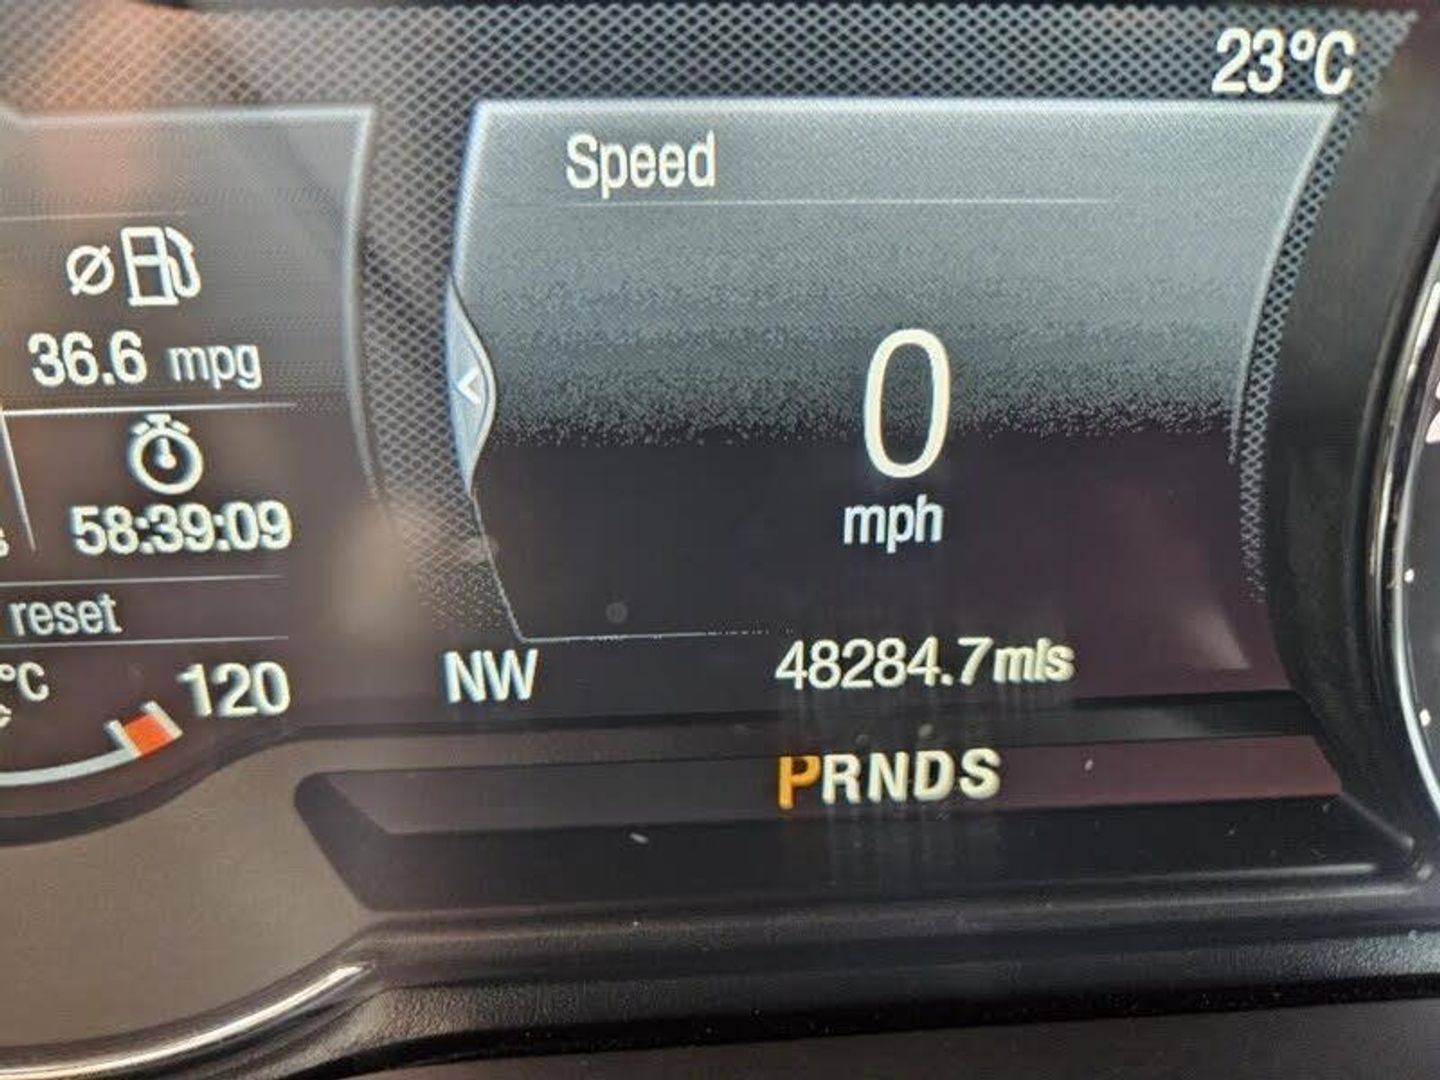 23°C
Speed
Ø
36.6 mpg
0
mph
58:39:09
reset
°C
120
NW
48284.7mls
PRNDS